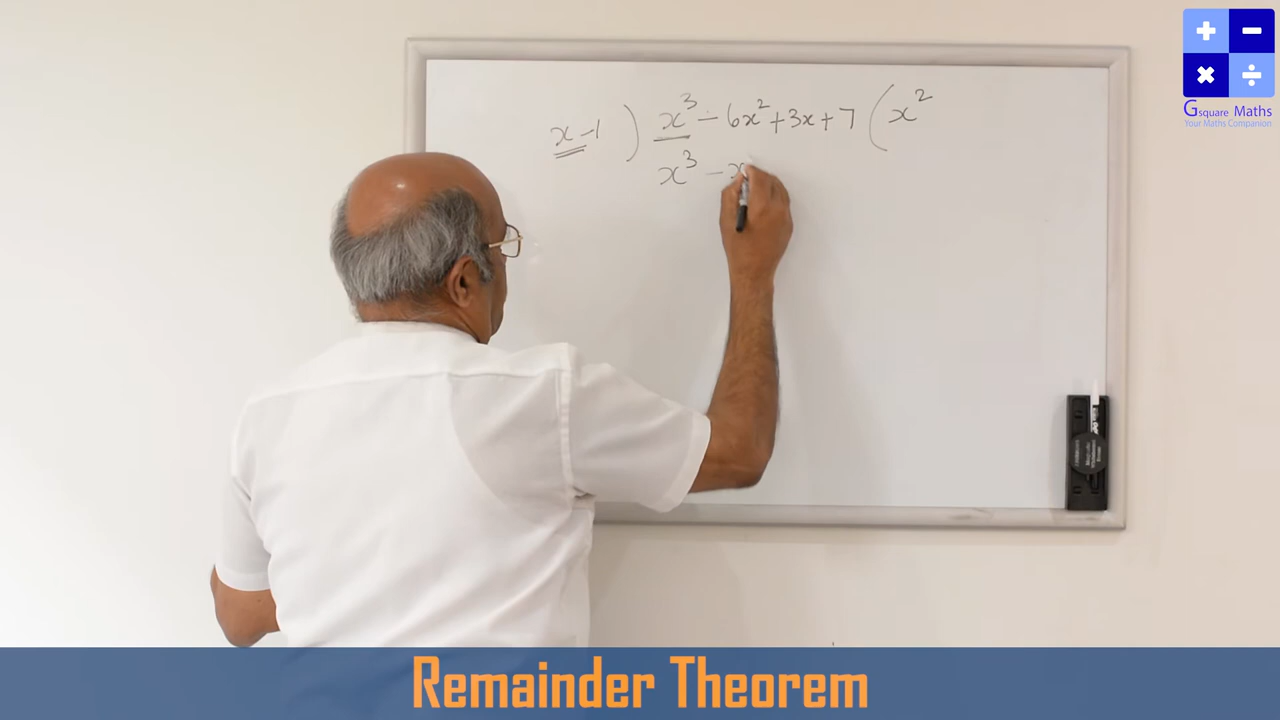 x-1 ) x³ - 6x² + 3x + 7 ( x²
x³ - x
Gsquare Maths
Your Maths Companion
Remainder Theorem